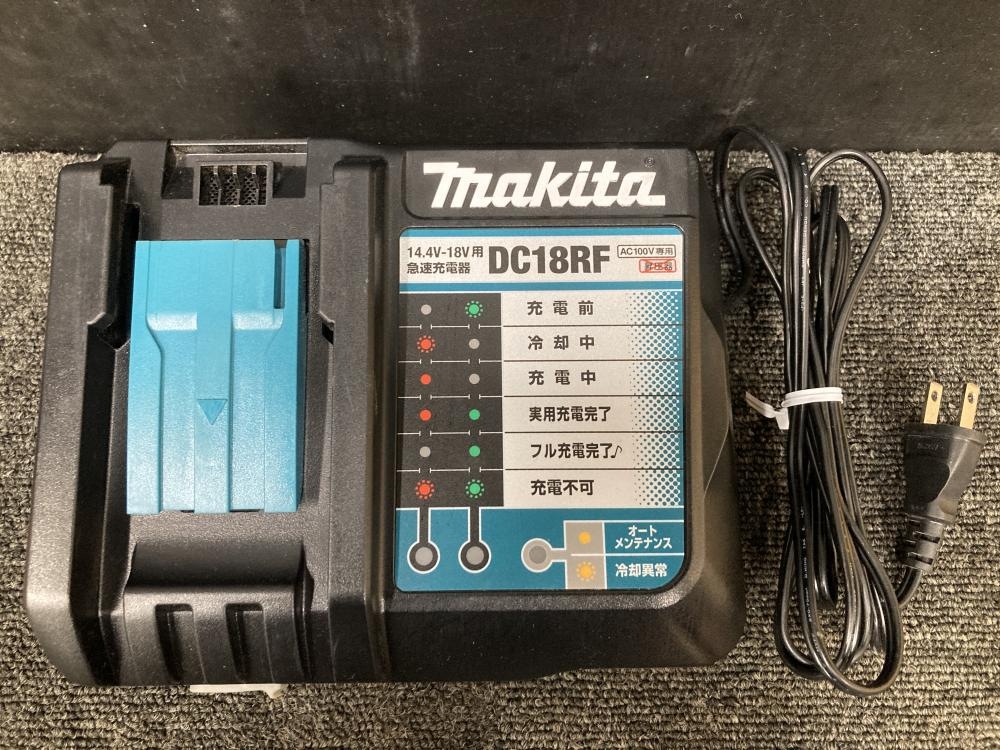 makita®
14.4V-18V用
急速充電器
DC18RF
AC100V専用
昇圧器
充電前
冷却中
充電中
実用充電完了
フル充電完了♪
充電不可
オート
メンテナンス
冷却異常